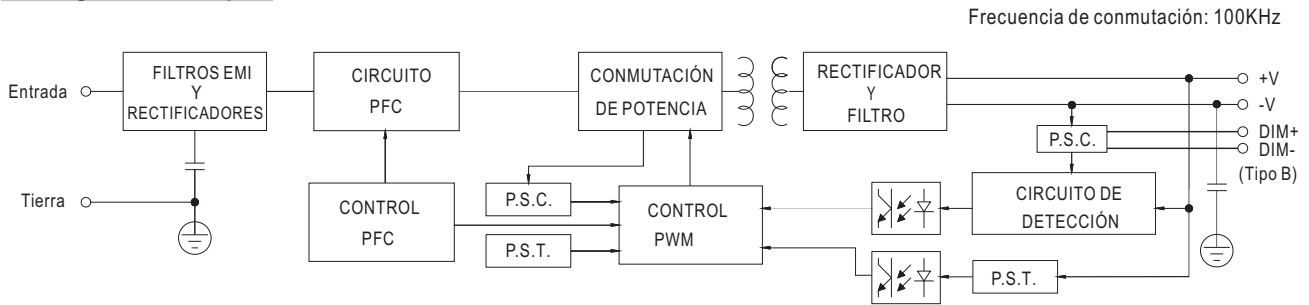 Frecuencia de conmutación: 100KHz
Entrada
FILTROS EMI
Y
RECTIFICADORES
CIRCUITO
PFC
CONMUTACIÓN
DE POTENCIA
RECTIFICADOR
Y
FILTRO
+V
-V
DIM+
DIM-
(Tipo B)
P.S.C.
Tierra
CONTROL
PFC
P.S.C.
P.S.T.
CONTROL
PWM
CIRCUITO DE
DETECCIÓN
P.S.T.